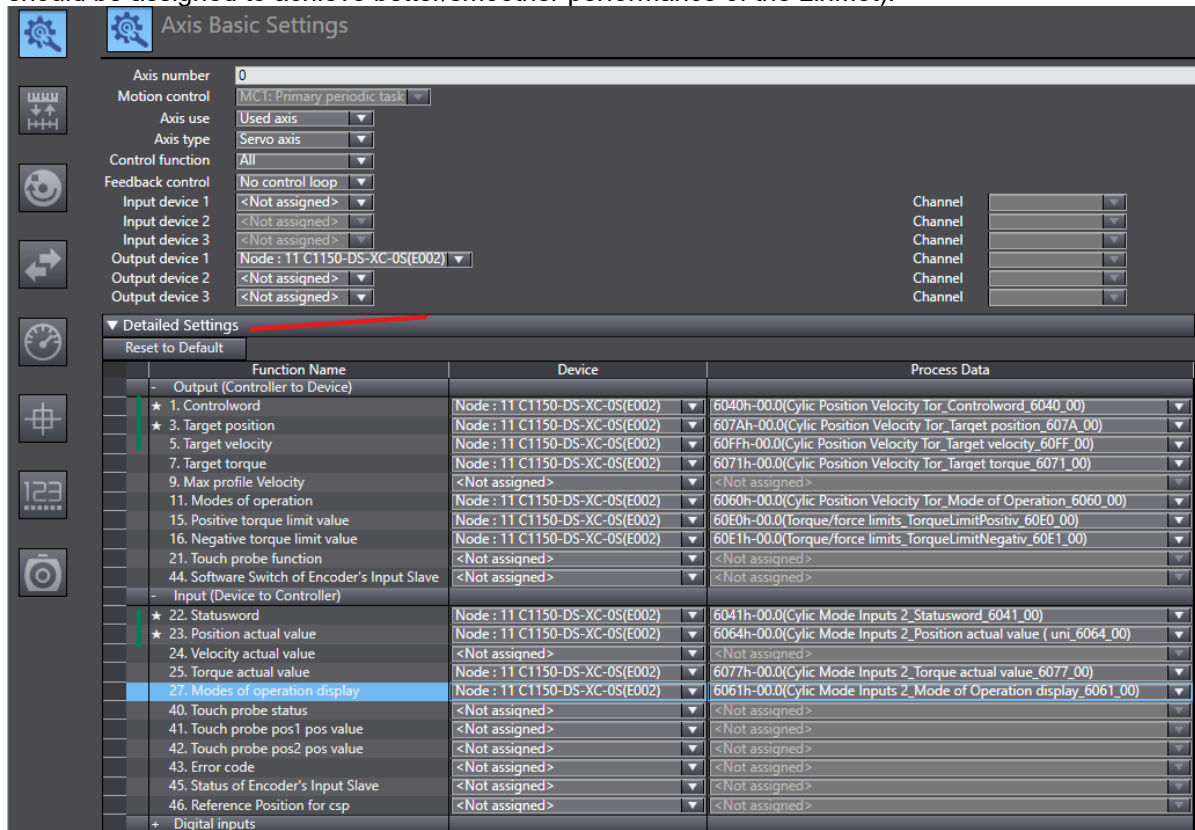 should be assigned to achieve better/smoother performance of the LinMot).
Axis Basic Settings
Axis number 0
Motion control MC1: Primary periodic task
Axis use Used axis
Axis type Servo axis
Control function All
Feedback control No control loop
Input device 1 <Not assigned> Channel
Input device 2 <Not assigned> Channel
Input device 3 <Not assigned> Channel
Output device 1 Node : 11 C1150-DS-XC-0S(E002) Channel
Output device 2 <Not assigned> Channel
Output device 3 <Not assigned> Channel
▼ Detailed Settings
Reset to Default
Function Name Device Process Data
- Output (Controller to Device)
★ 1. Controlword Node : 11 C1150-DS-XC-0S(E002) 6040h-00.0(Cylic Position Velocity Tor_Controlword_6040_00)
★ 3. Target position Node : 11 C1150-DS-XC-0S(E002) 607Ah-00.0(Cylic Position Velocity Tor_Target position_607A_00)
5. Target velocity Node : 11 C1150-DS-XC-0S(E002) 60FFh-00.0(Cylic Position Velocity Tor_Target velocity_60FF_00)
7. Target torque Node : 11 C1150-DS-XC-0S(E002) 6071h-00.0(Cylic Position Velocity Tor_Target torque_6071_00)
9. Max profile Velocity <Not assigned> <Not assigned>
11. Modes of operation Node : 11 C1150-DS-XC-0S(E002) 6060h-00.0(Cylic Position Velocity Tor_Mode of Operation_6060_00)
15. Positive torque limit value Node : 11 C1150-DS-XC-0S(E002) 60E0h-00.0(Torque/force limits_TorqueLimitPositiv_60E0_00)
16. Negative torque limit value Node : 11 C1150-DS-XC-0S(E002) 60E1h-00.0(Torque/force limits_TorqueLimitNegativ_60E1_00)
21. Touch probe function <Not assigned> <Not assigned>
44. Software Switch of Encoder's Input Slave <Not assigned> <Not assigned>
- Input (Device to Controller)
★ 22. Statusword Node : 11 C1150-DS-XC-0S(E002) 6041h-00.0(Cylic Mode Inputs 2_Statusword_6041_00)
★ 23. Position actual value Node : 11 C1150-DS-XC-0S(E002) 6064h-00.0(Cylic Mode Inputs 2_Position actual value ( uni_6064_00)
24. Velocity actual value <Not assigned> <Not assigned>
25. Torque actual value Node : 11 C1150-DS-XC-0S(E002) 6077h-00.0(Cylic Mode Inputs 2_Torque actual value_6077_00)
27. Modes of operation display Node : 11 C1150-DS-XC-0S(E002) 6061h-00.0(Cylic Mode Inputs 2_Mode of Operation display_6061_00)
40. Touch probe status <Not assigned> <Not assigned>
41. Touch probe pos1 pos value <Not assigned> <Not assigned>
42. Touch probe pos2 pos value <Not assigned> <Not assigned>
43. Error code <Not assigned> <Not assigned>
45. Status of Encoder's Input Slave <Not assigned> <Not assigned>
46. Reference Position for csp <Not assigned> <Not assigned>
+ Digital inputs
123